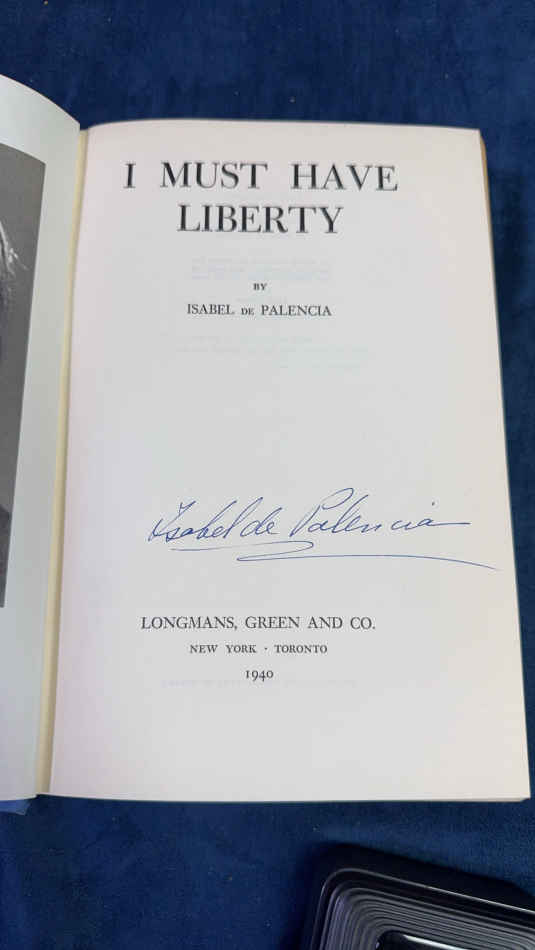 I MUST HAVE
LIBERTY
BY
ISABEL DE PALENCIA
Isabel de Palencia
LONGMANS, GREEN AND CO.
NEW YORK · TORONTO
1940